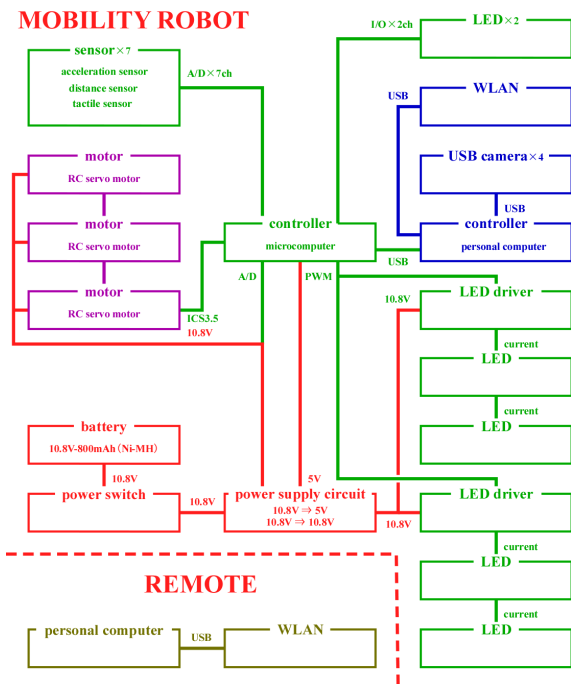 MOBILITY ROBOT
sensor×7
acceleration sensor
distance sensor
tactile sensor
A/D×7ch
I/O×2ch
LED×2
USB
WLAN
motor
RC servo motor
USB camera×4
USB
motor
RC servo motor
controller
microcomputer
controller
personal computer
USB
A/D
PWM
motor
RC servo motor
ICS3.5
10.8V
10.8V
LED driver
current
LED
current
LED
battery
10.8V-800mAh(Ni-MH)
10.8V
5V
power switch
10.8V
power supply circuit
10.8V⇒5V
10.8V⇒10.8V
10.8V
LED driver
current
LED
current
LED
REMOTE
personal computer
USB
WLAN